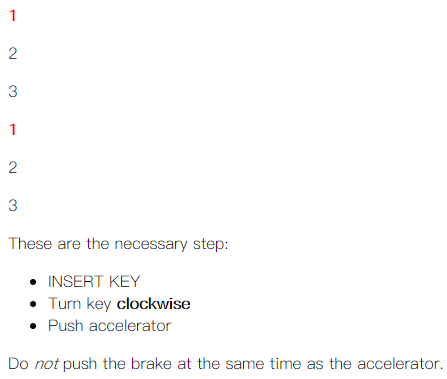 1
2
3
1
2
3
These are the necessary step:
INSERT KEY
Turn key clockwise
Push accelerator
Do not push the brake at the same time as the accelerator.